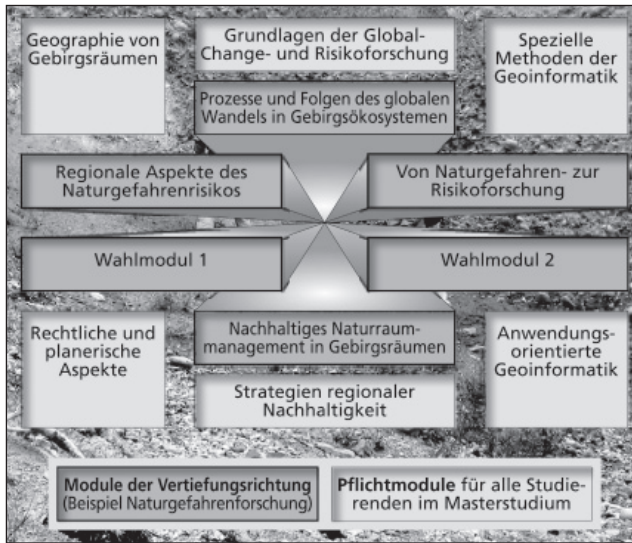 Geographie von
Gebirgsräumen
Grundlagen der Global-
Change- und Risikoforschung
Spezielle
Methoden der
Geoinformatik
Prozesse und Folgen des globalen
Wandels in Gebirgsökosystemen
Regionale Aspekte des
Naturgefahrenrisikos
Von Naturgefahren- zur
Risikoforschung
Wahlmodul 1
Wahlmodul 2
Rechtliche und
planerische
Aspekte
Nachhaltiges Naturraum-
management in Gebirgsräumen
Anwendungs-
orientierte
Geoinformatik
Strategien regionaler
Nachhaltigkeit
Module der Vertiefungsrichtung
(Beispiel Naturgefahrenforschung)
Pflichtmodule für alle Studie-
renden im Masterstudium